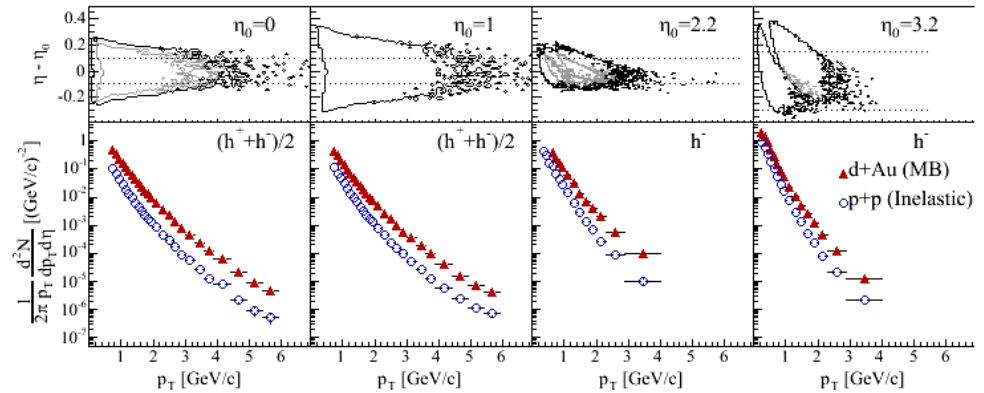 η₀=0 η₀=1 η₀=2.2 η₀=3.2
η - η₀
0.4
0.2
0
-0.2
(h⁺+h⁻)/2 (h⁺+h⁻)/2 h⁻ h⁻
d+Au (MB)
p+p (Inelastic)
1/(2π p_T) d²N/(dp_T dη) [(GeV/c)⁻²]
1
10⁻¹
10⁻²
10⁻³
10⁻⁴
10⁻⁵
10⁻⁶
10⁻⁷
1 2 3 4 5 6 1 2 3 4 5 6 1 2 3 4 5 6 1 2 3 4 5 6
p_T [GeV/c] p_T [GeV/c] p_T [GeV/c] p_T [GeV/c]